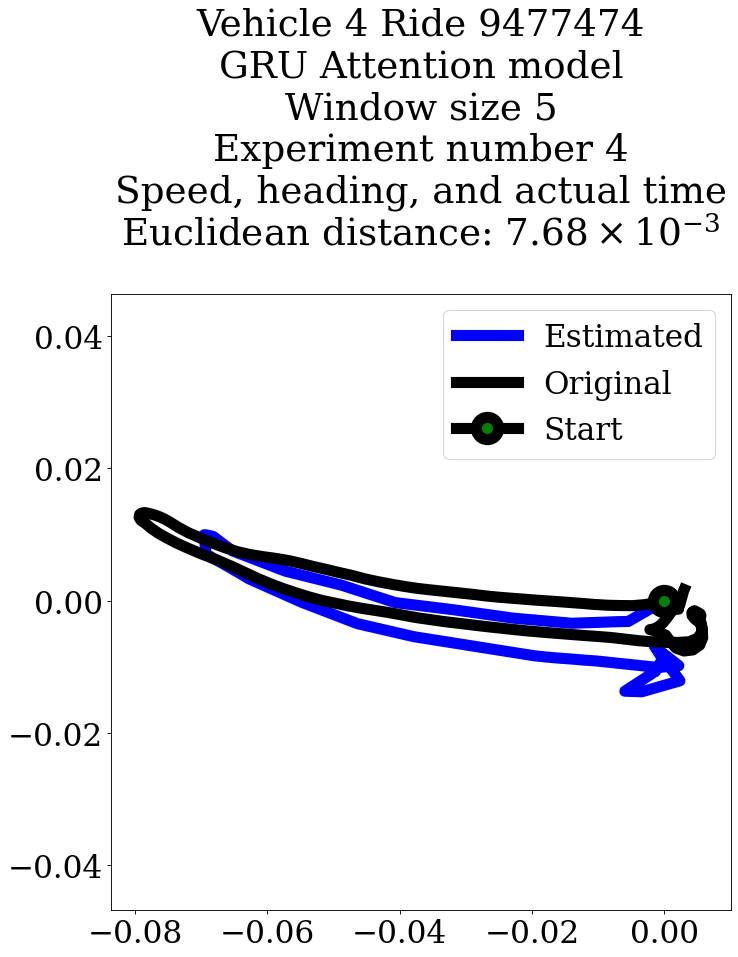 Vehicle 4 Ride 9477474
GRU Attention model
Window size 5
Experiment number 4
Speed, heading, and actual time
Euclidean distance: 7.68 × 10⁻³
Estimated
Original
Start
0.04
0.02
0.00
−0.02
−0.04
−0.08 −0.06 −0.04 −0.02 0.00